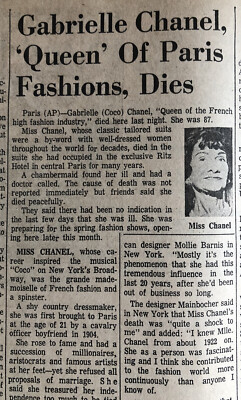 Gabrielle Chanel,
'Queen' Of Paris
Fashions, Dies
Paris (AP)—Gabrielle (Coco) Chanel, "Queen of the French
high fashion industry," died here last night. She was 87.
Miss Chanel, whose classic tailored suits
were a by-word with well-dressed women
throughout the world for decades, died in the
suite she had occupied in the exclusive Ritz
Hotel in central Paris for many years.
A chambermaid found her ill and had a
doctor called. The cause of death was not
reported immediately but friends said she
died peacefully.
They said there had been no indication in
the last few days that she was ill. She was
preparing for the spring fashion shows, open-
ing here later this month.
Miss Chanel
MISS CHANEL, whose ca-
reer inspired the musical
"Coco" on New York's Broad-
way, was the grande made-
moiselle of French fashion and
a spinster.
A shy country dressmaker,
she was first brought to Paris
at the age of 21 by a cavalry
officer boyfriend in 1904.
She rose to fame and had a
succession of millionaires,
aristocrats and famous artists
at her feet—yet she refused all
proposals of marriage. She
said she treasured her inde-
pendence too much to be tied
can designer Mollie Barnis in
New York. "Mostly it's the
phenomenon that she had this
tremendous influence in the
last 20 years, after she'd been
out of business so long.
The designer Mainbocher said
in New York that Miss Chanel's
death was "quite a shock to
me" and added: "I knew Mlle.
Chanel from about 1922 on.
She as a person was fascinat-
ing and I think she contributed
to the fashion world more
continuously than anyone I
know of.